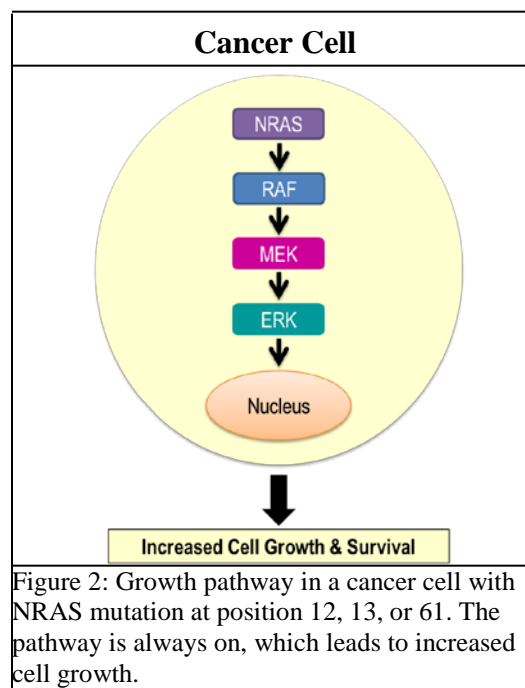 Cancer Cell
NRAS
RAF
MEK
ERK
Nucleus
Increased Cell Growth & Survival
Figure 2: Growth pathway in a cancer cell with
NRAS mutation at position 12, 13, or 61. The
pathway is always on, which leads to increased
cell growth.